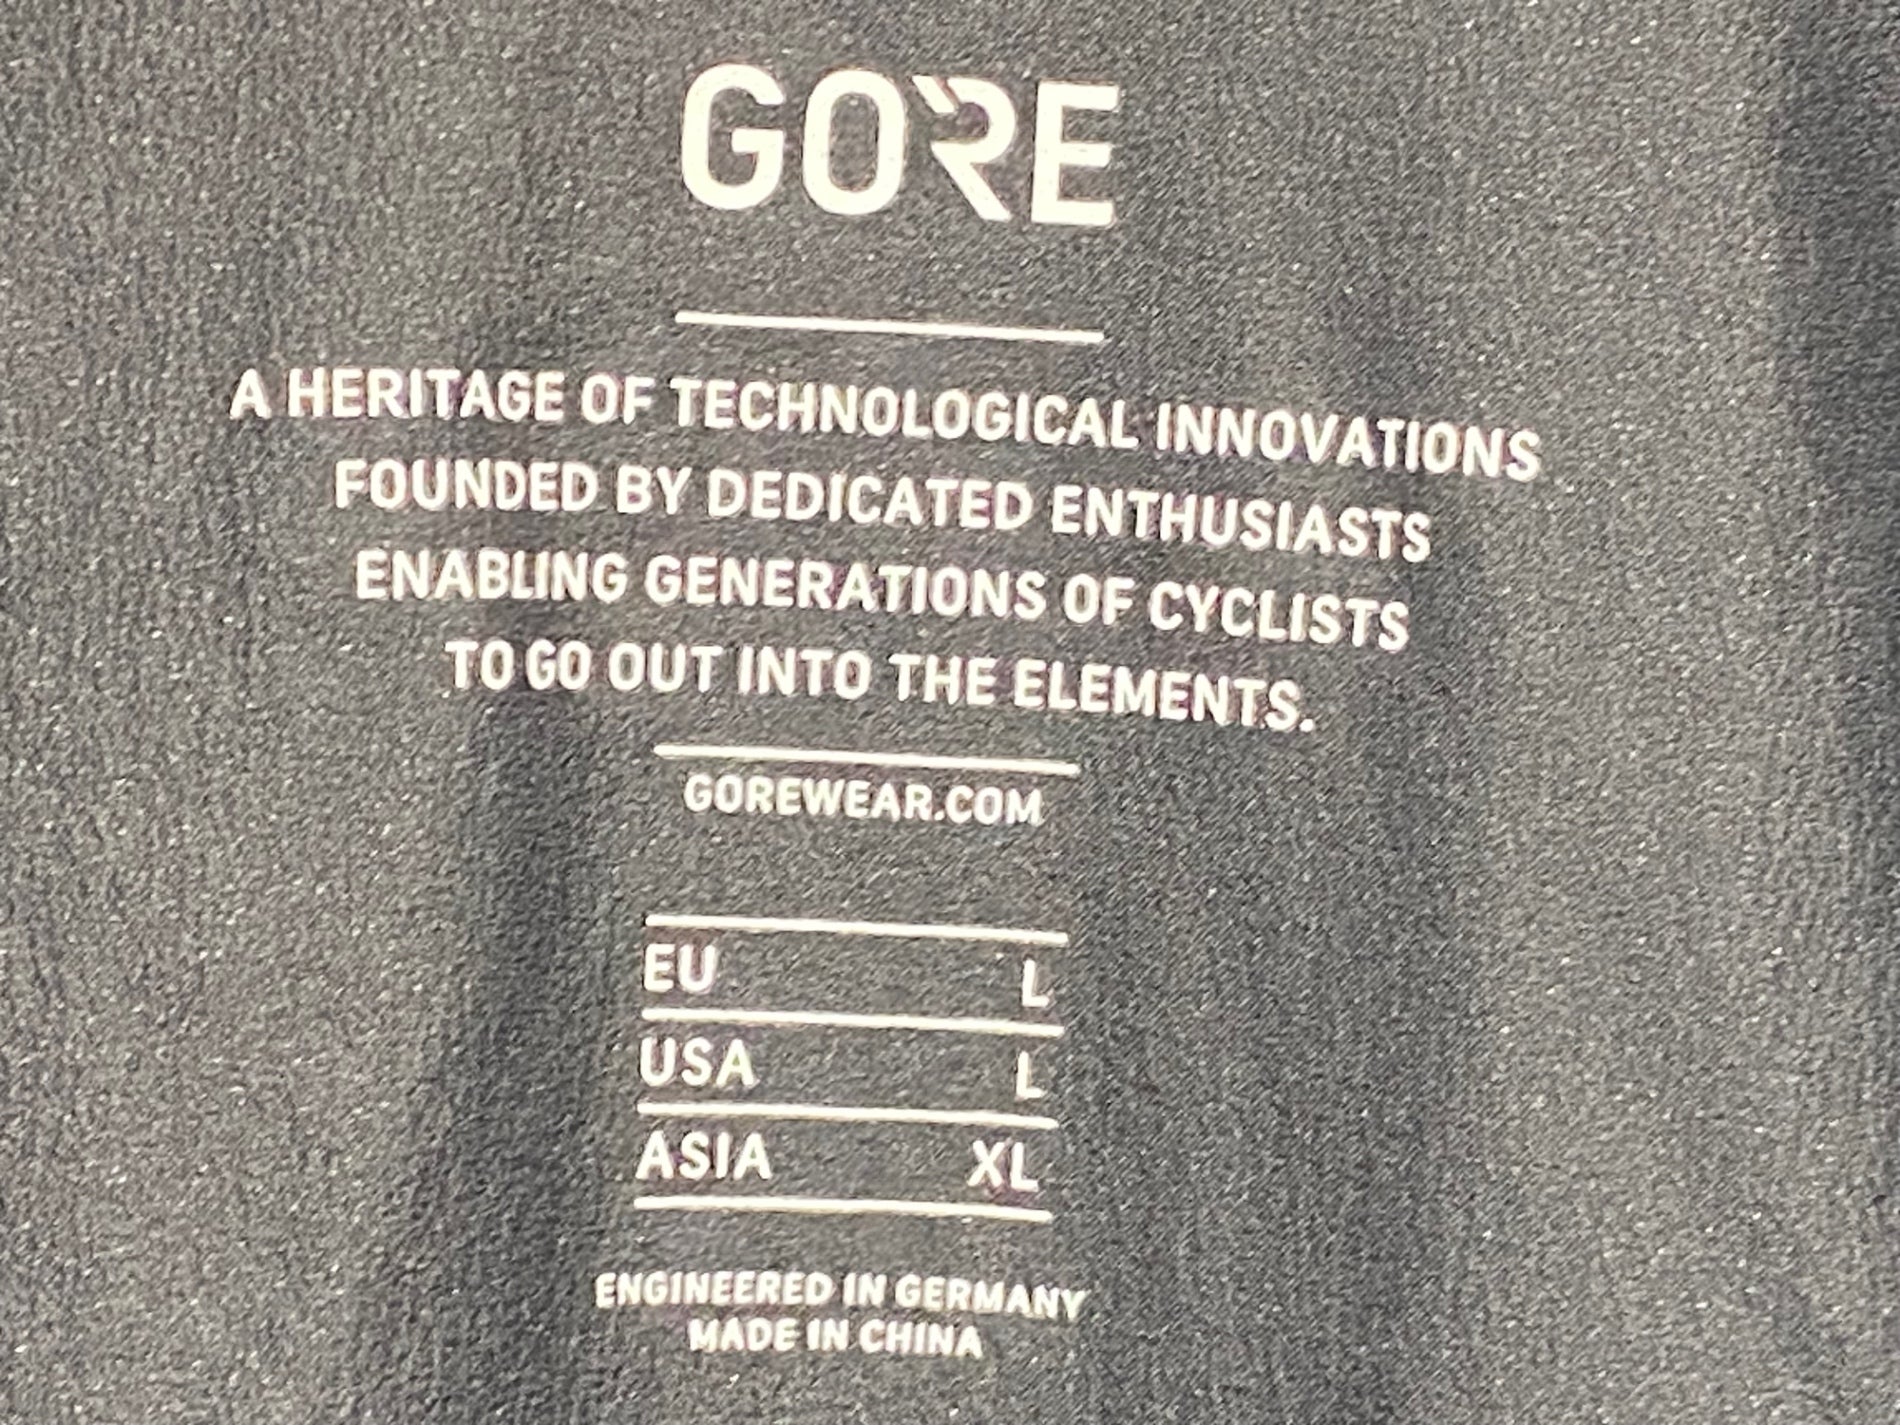 GORE
A HERITAGE OF TECHNOLOGICAL INNOVATIONS
FOUNDED BY DEDICATED ENTHUSIASTS
ENABLING GENERATIONS OF CYCLISTS
TO GO OUT INTO THE ELEMENTS.
GOREWEAR.COM
EU L
USA L
ASIA XL
ENGINEERED IN GERMANY
MADE IN CHINA